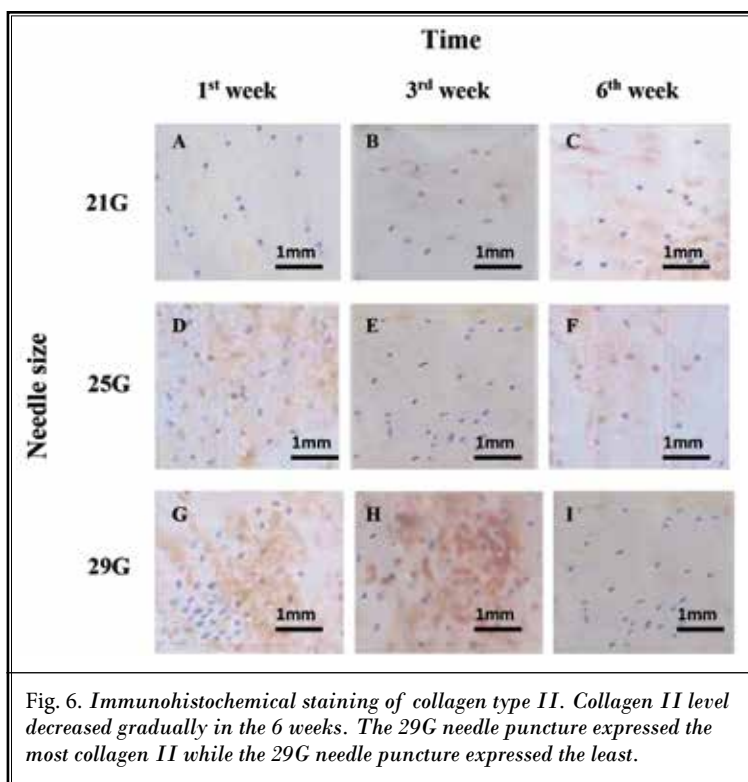 Time
1st week 3rd week 6th week
Needle size
21G
A
1mm
B
1mm
C
1mm
25G
D
1mm
E
1mm
F
1mm
29G
G
1mm
H
1mm
I
1mm
Fig. 6. Immunohistochemical staining of collagen type II. Collagen II level
decreased gradually in the 6 weeks. The 29G needle puncture expressed the
most collagen II while the 29G needle puncture expressed the least.